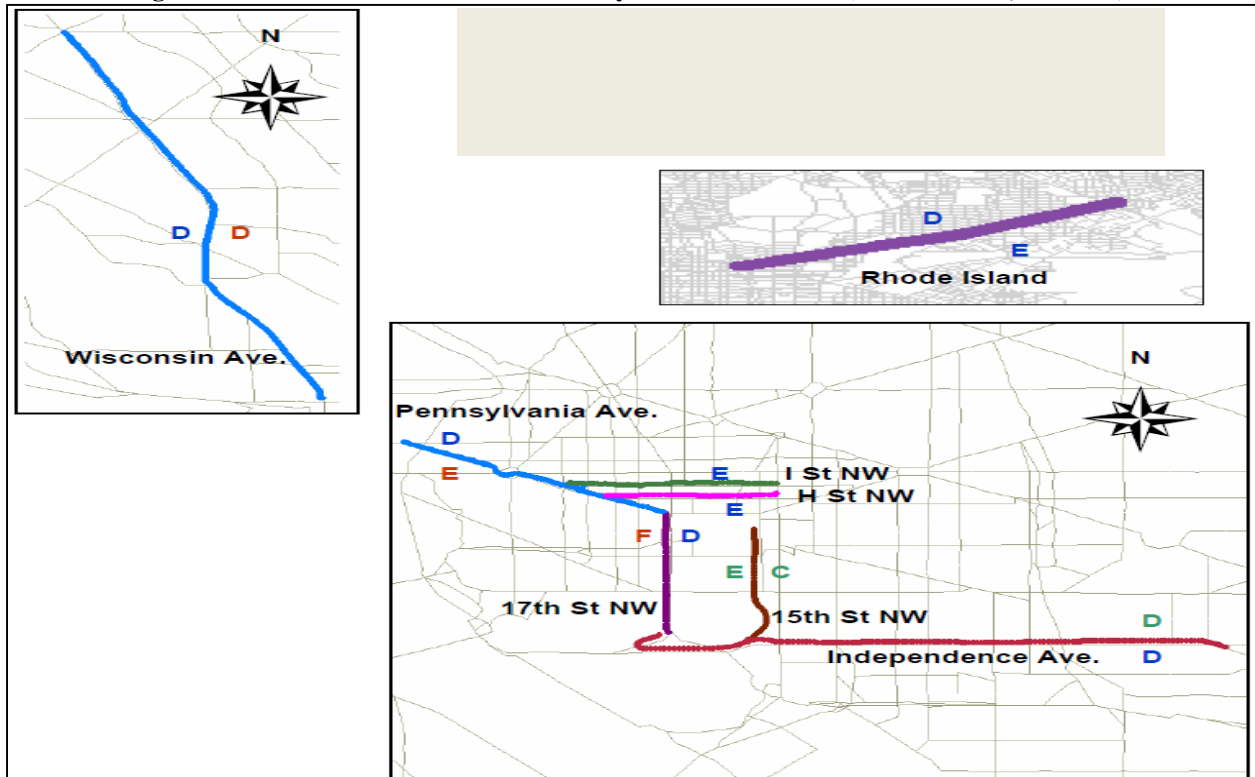 N
D D
Wisconsin Ave.
D
E
Rhode Island
N
Pennsylvania Ave.
D
E
E I St NW
H St NW
E
F D
E C
17th St NW
15th St NW
D
Independence Ave. D